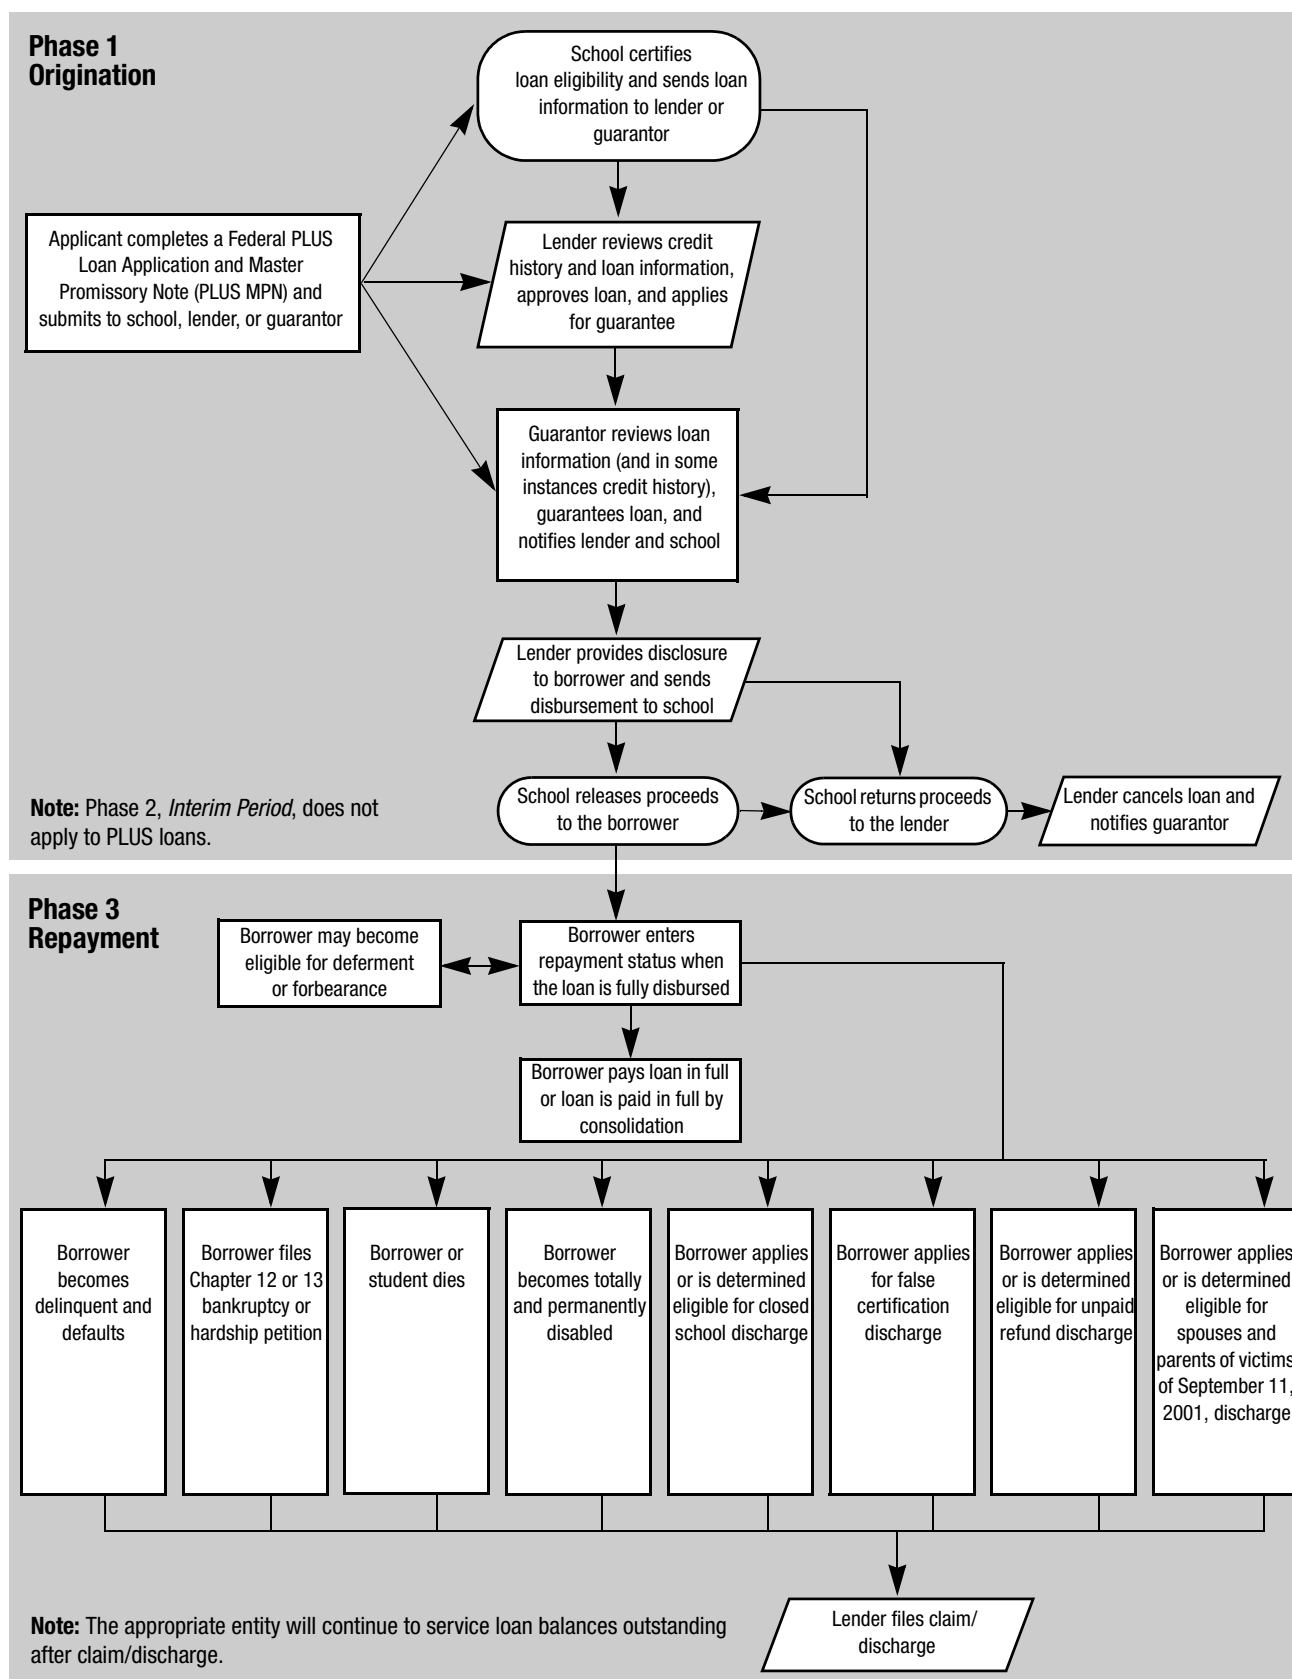 Phase 1
Origination
School certifies
loan eligibility and sends loan
information to lender or
guarantor
Applicant completes a Federal PLUS
Loan Application and Master
Promissory Note (PLUS MPN) and
submits to school, lender, or guarantor
Lender reviews credit
history and loan information,
approves loan, and applies
for guarantee
Guarantor reviews loan
information (and in some
instances credit history),
guarantees loan, and
notifies lender and school
Lender provides disclosure
to borrower and sends
disbursement to school
School releases proceeds
to the borrower
School returns proceeds
to the lender
Lender cancels loan and
notifies guarantor
Note: Phase 2, Interim Period, does not
apply to PLUS loans.
Phase 3
Repayment
Borrower may become
eligible for deferment
or forbearance
Borrower enters
repayment status when
the loan is fully disbursed
Borrower pays loan in full
or loan is paid in full by
consolidation
Borrower
becomes
delinquent and
defaults
Borrower files
Chapter 12 or 13
bankruptcy or
hardship petition
Borrower or
student dies
Borrower
becomes totally
and permanently
disabled
Borrower applies
or is determined
eligible for closed
school discharge
Borrower applies
for false
certification
discharge
Borrower applies
or is determined
eligible for unpaid
refund discharge
Borrower applies
or is determined
eligible for
spouses and
parents of victims
of September 11,
2001, discharge
Lender files claim/
discharge
Note: The appropriate entity will continue to service loan balances outstanding
after claim/discharge.